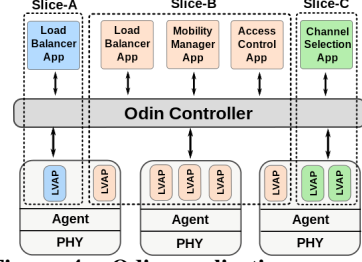 Slice-A
Slice-B
Slice-C
Load
Balancer
App
Load
Balancer
App
Mobility
Manager
App
Access
Control
App
Channel
Selection
App
Odin Controller
LVAP
LVAP
LVAP
LVAP
LVAP
LVAP
LVAP
LVAP
Agent
Agent
Agent
PHY
PHY
PHY